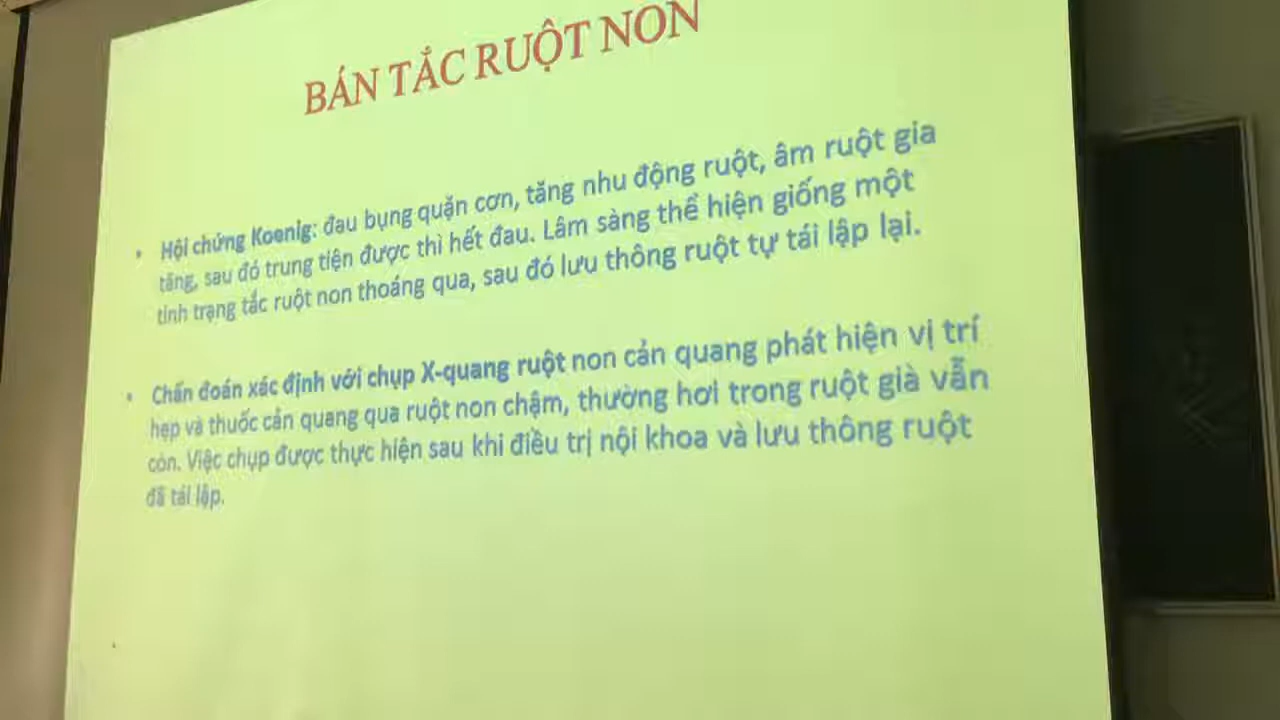 BÁN TẮC RUỘT NON
• Hội chứng Koenig: đau bụng quặn cơn, tăng nhu động ruột, âm ruột gia
tăng, sau đó trung tiện được thì hết đau. Lâm sàng thể hiện giống một
tình trạng tắc ruột non thoáng qua, sau đó lưu thông ruột tự tái lập lại.
• Chẩn đoán xác định với chụp X-quang ruột non cản quang phát hiện vị trí
hẹp và thuốc cản quang qua ruột non chậm, thường hơi trong ruột già vẫn
còn. Việc chụp được thực hiện sau khi điều trị nội khoa và lưu thông ruột
đã tái lập.